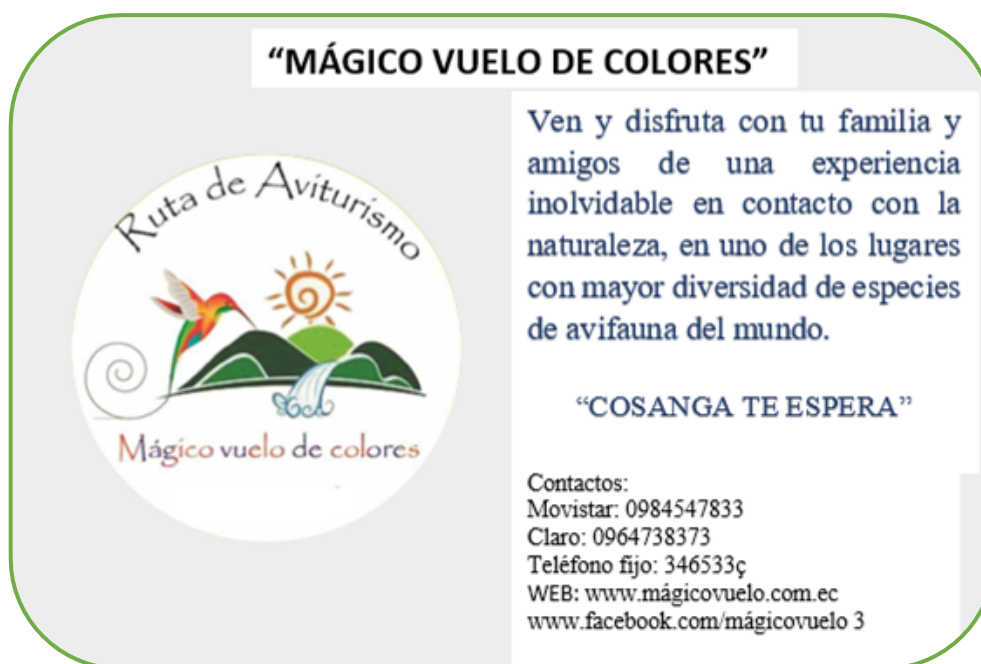 “MÁGICO VUELO DE COLORES”
Ruta de Aviturismo
Mágico vuelo de colores
Ven y disfruta con tu familia y
amigos de una experiencia
inolvidable en contacto con la
naturaleza, en uno de los lugares
con mayor diversidad de especies
de avifauna del mundo.
“COSANGA TE ESPERA”
Contactos:
Movistar: 0984547833
Claro: 0964738373
Teléfono fijo: 346533ç
WEB: www.mágicovuelo.com.ec
www.facebook.com/mágicovuelo 3